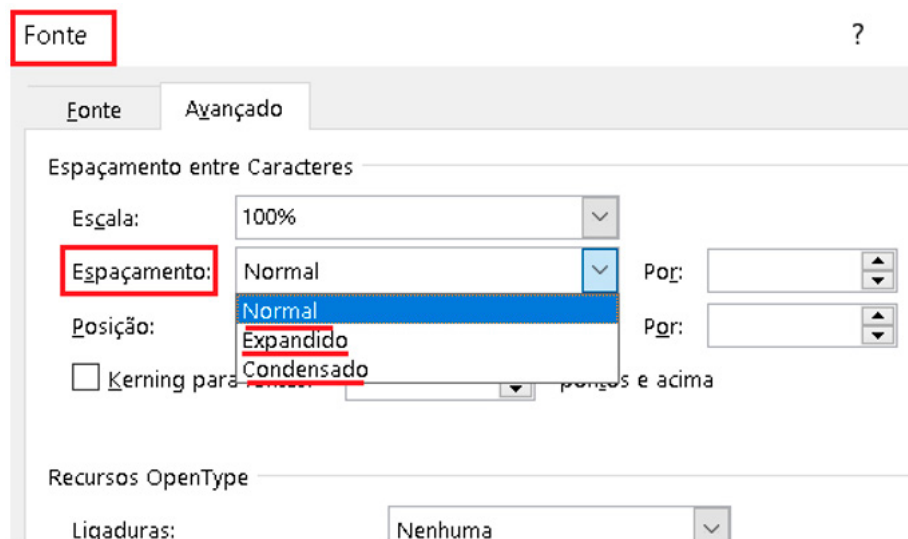 Fonte ?
Fonte Avançado
Espaçamento entre Caracteres
Escala: 100%
Espaçamento: Normal Por:
Normal
Posição: Por:
Expandido
Condensado
Kerning para e acima
Recursos OpenType
Ligaduras: Nenhuma